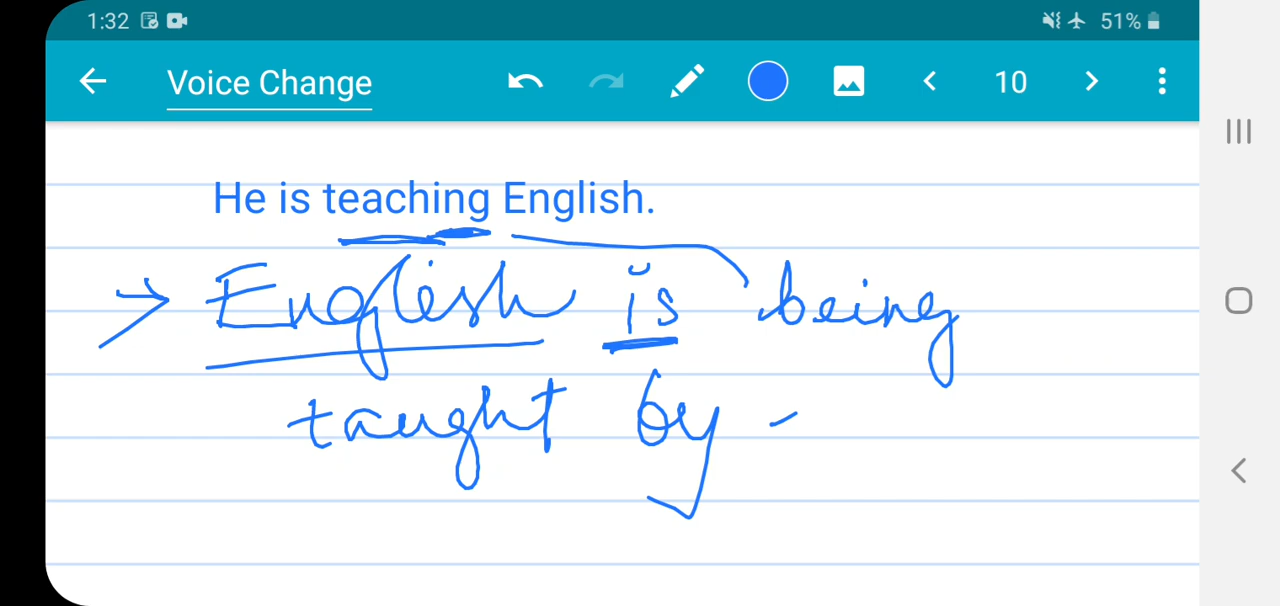 1:32 51%
Voice Change 10
He is teaching English.
→ English is being
taught by